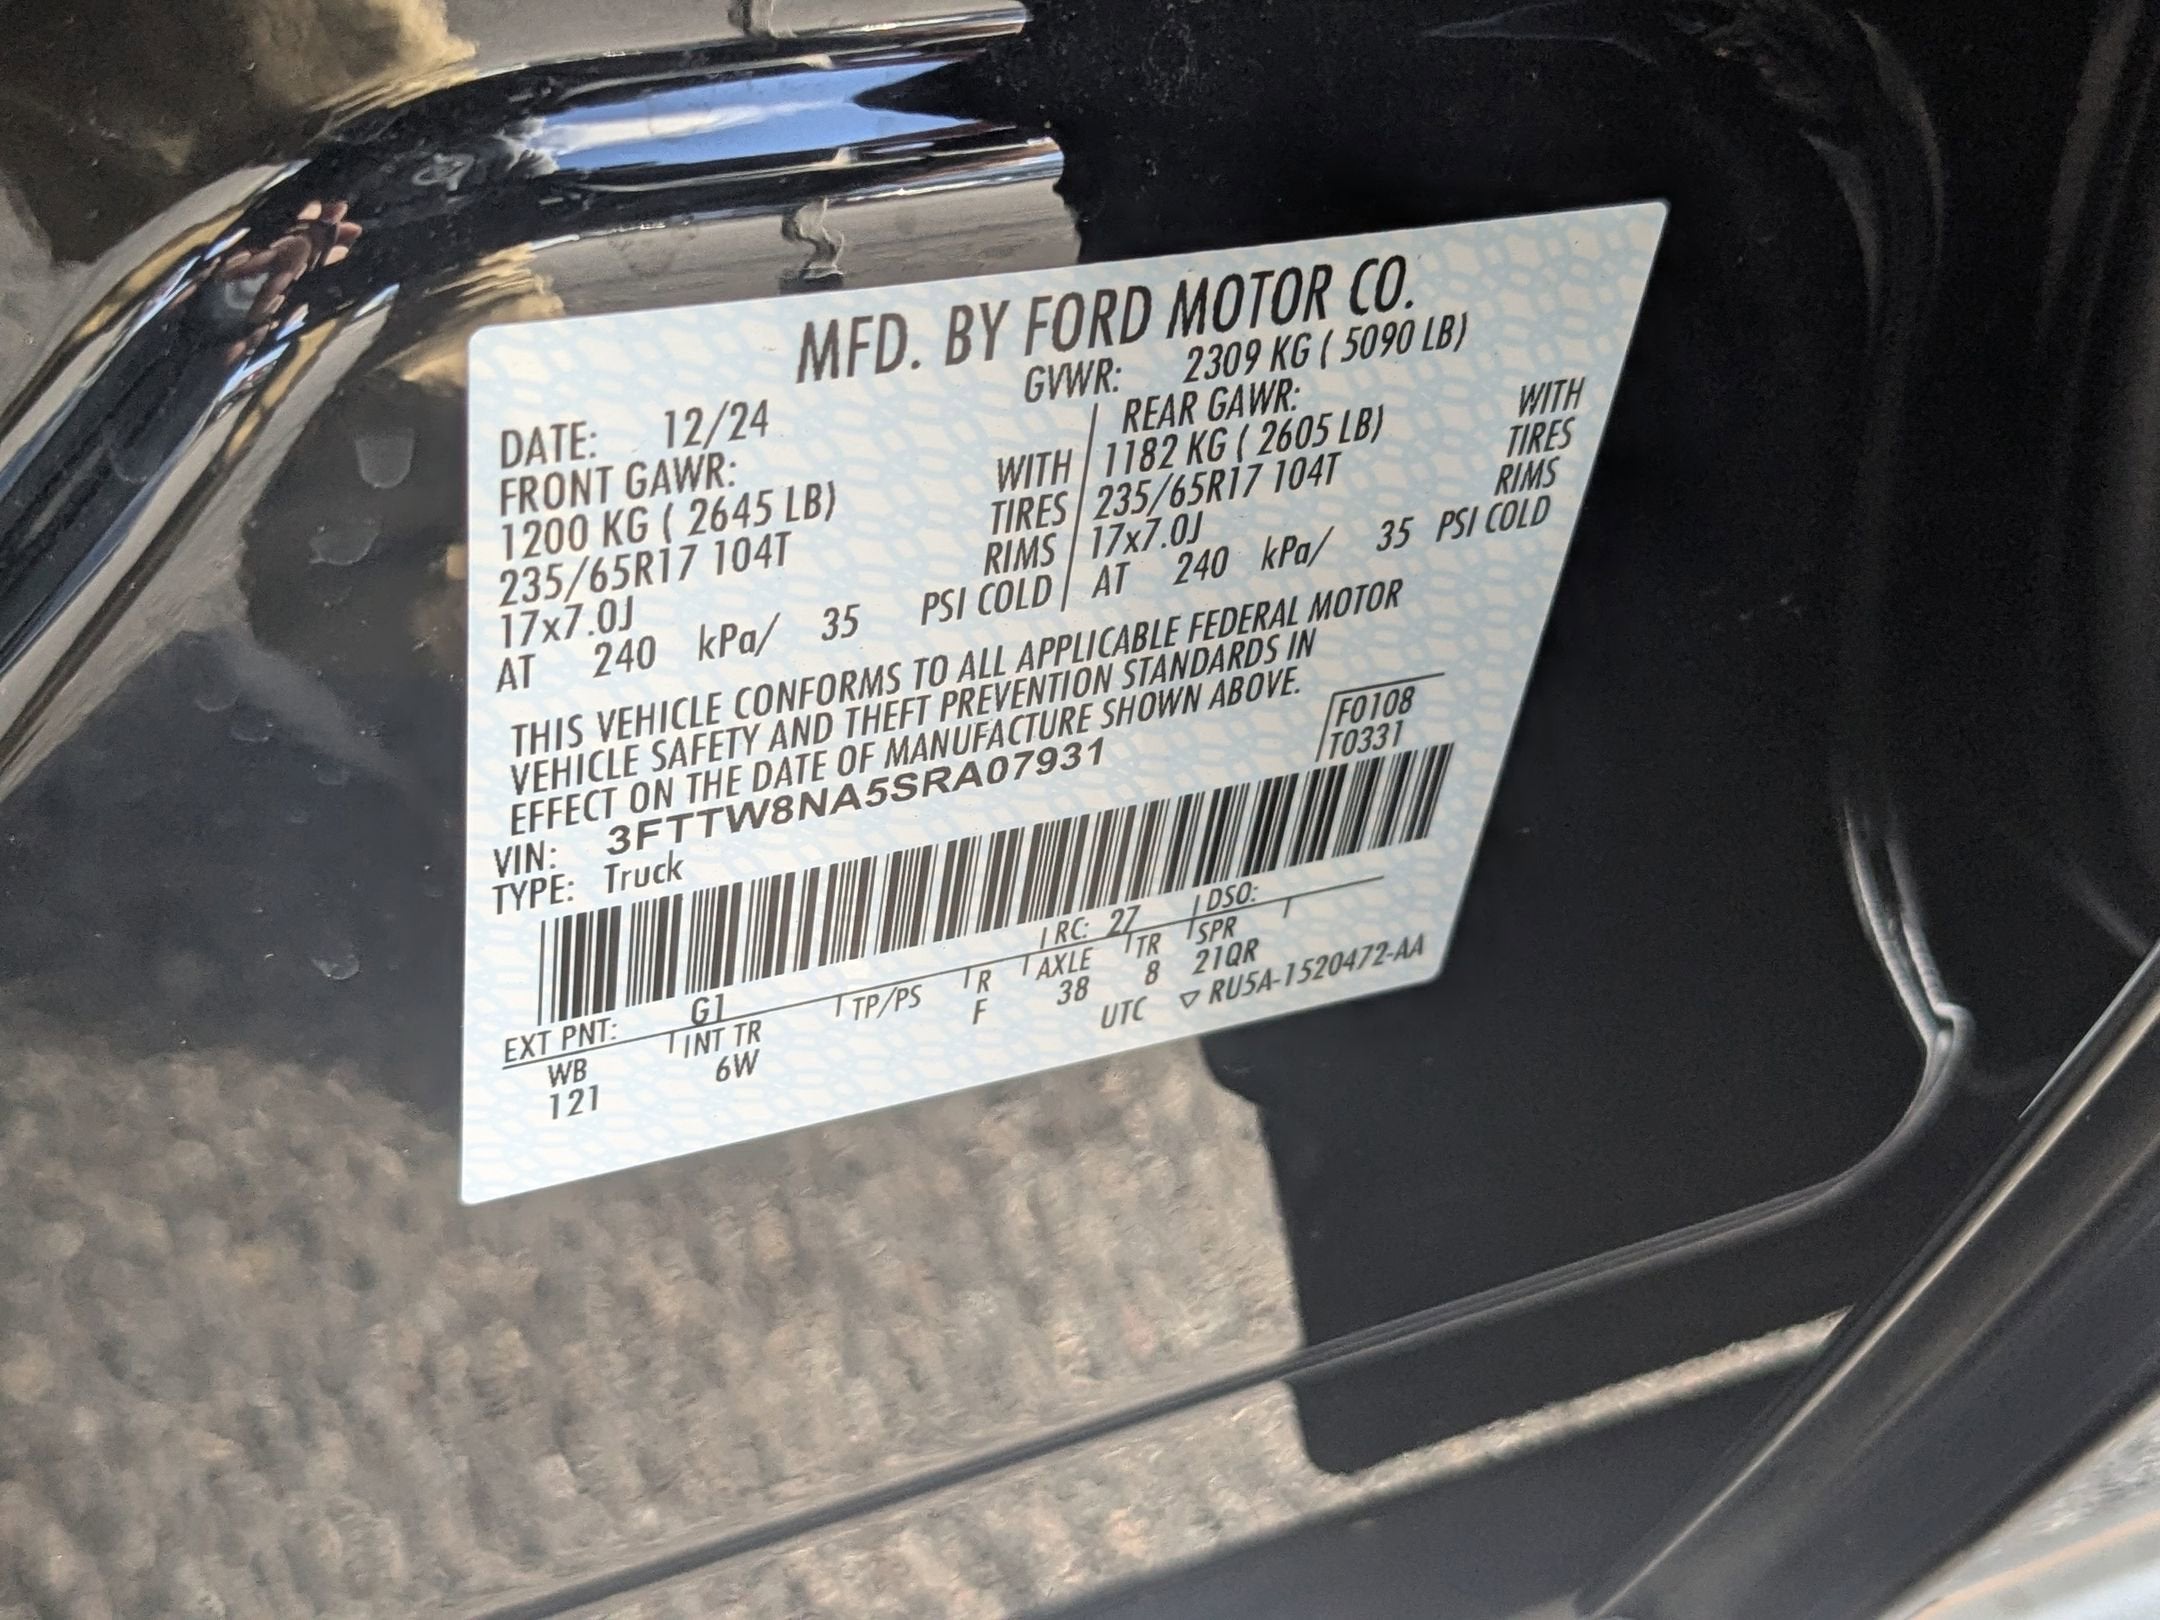 MFD. BY FORD MOTOR CO.
DATE: 12/24 GVWR: 2309 KG ( 5090 LB)
FRONT GAWR: REAR GAWR:
1200 KG ( 2645 LB) WITH 1182 KG ( 2605 LB) WITH
235/65R17 104T TIRES 235/65R17 104T TIRES
17x7.0J RIMS 17x7.0J RIMS
AT 240 kPa/ 35 PSI COLD AT 240 kPa/ 35 PSI COLD
THIS VEHICLE CONFORMS TO ALL APPLICABLE FEDERAL MOTOR
VEHICLE SAFETY AND THEFT PREVENTION STANDARDS IN
EFFECT ON THE DATE OF MANUFACTURE SHOWN ABOVE.
VIN: 3FTTW8NA5SRA07931
TYPE: Truck
F0108
T0331
EXT PNT: G1 RC: 27 DSO:
WB INT TR TP/PS R AXLE TR SPR
121 6W F 38 8 21QR
UTC ▽ RU5A-1520472-AA